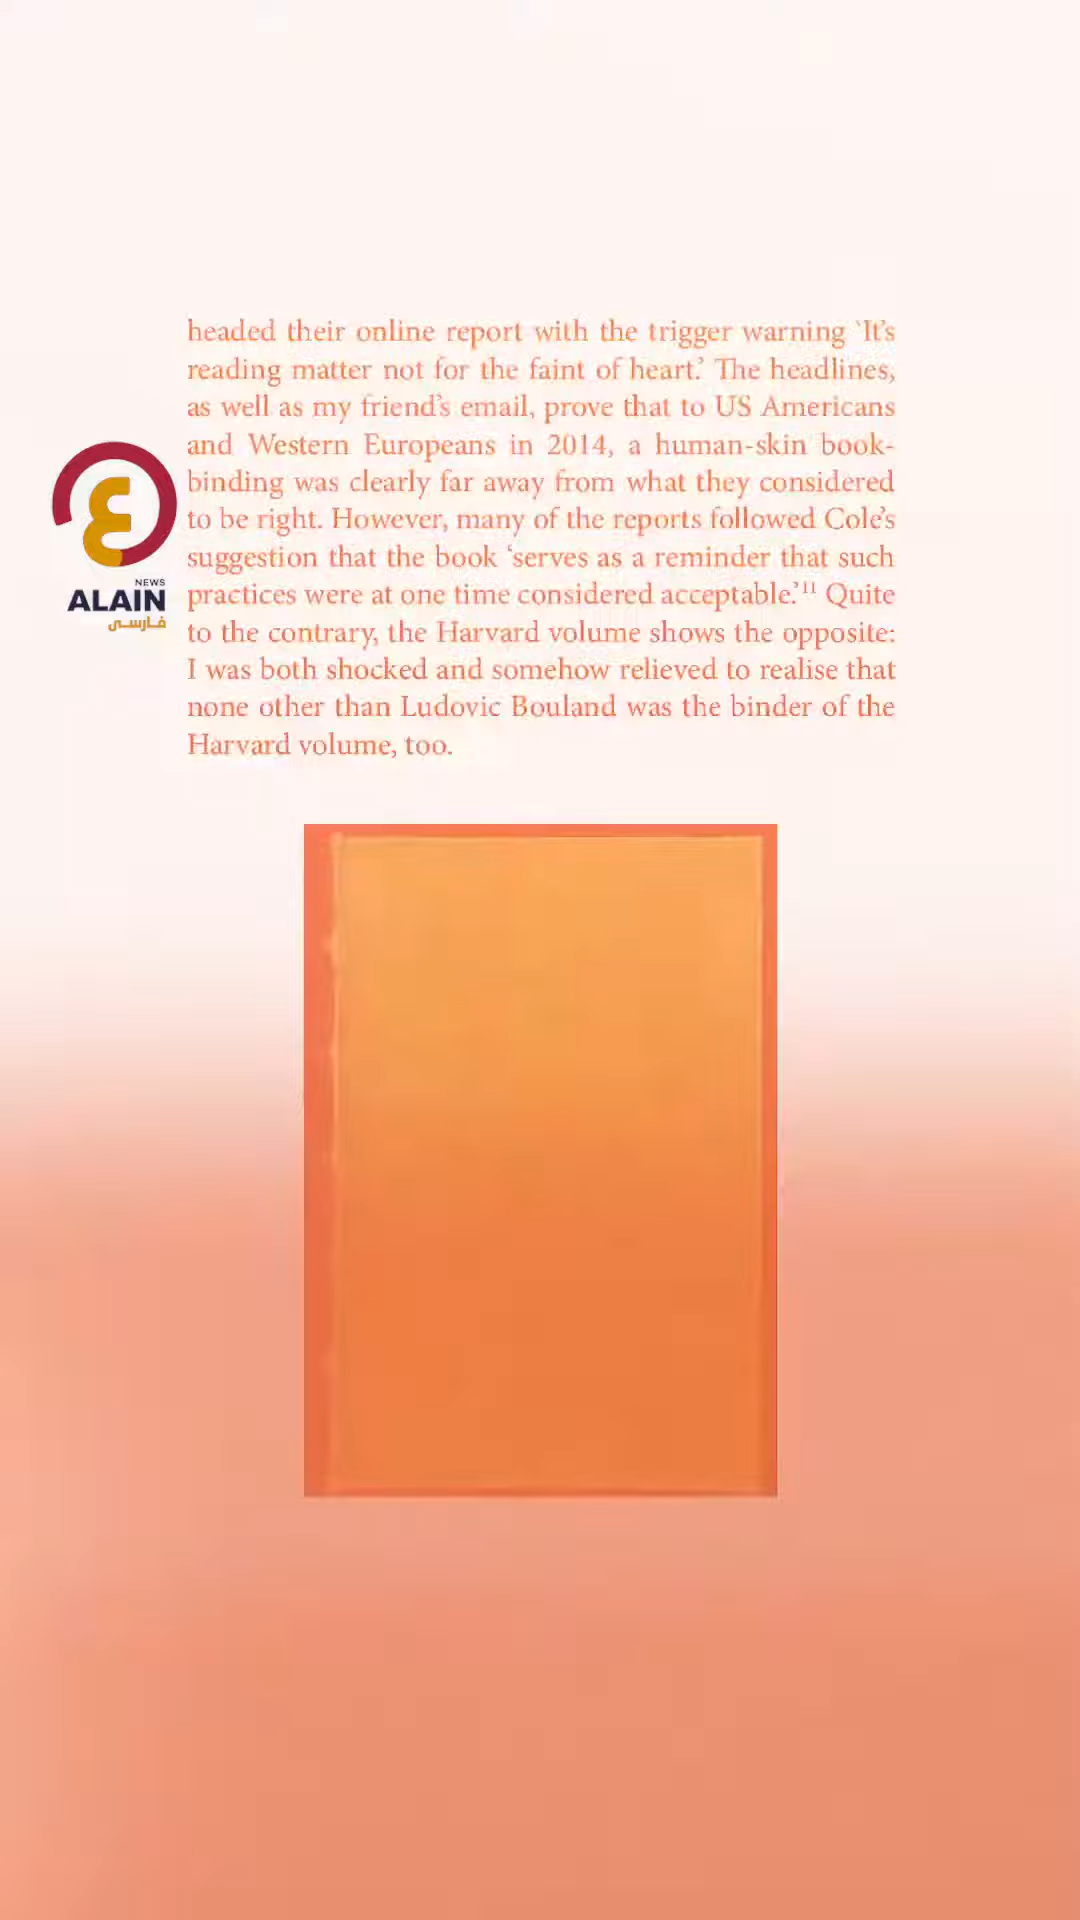 headed their online report with the trigger warning ‘It’s
reading matter not for the faint of heart.’ The headlines,
as well as my friend’s email, prove that to US Americans
and Western Europeans in 2014, a human-skin book-
binding was clearly far away from what they considered
to be right. However, many of the reports followed Cole’s
suggestion that the book ‘serves as a reminder that such
practices were at one time considered acceptable.’¹¹ Quite
to the contrary, the Harvard volume shows the opposite:
I was both shocked and somehow relieved to realise that
none other than Ludovic Bouland was the binder of the
Harvard volume, too.
ع
NEWS
ALAIN
فارسی